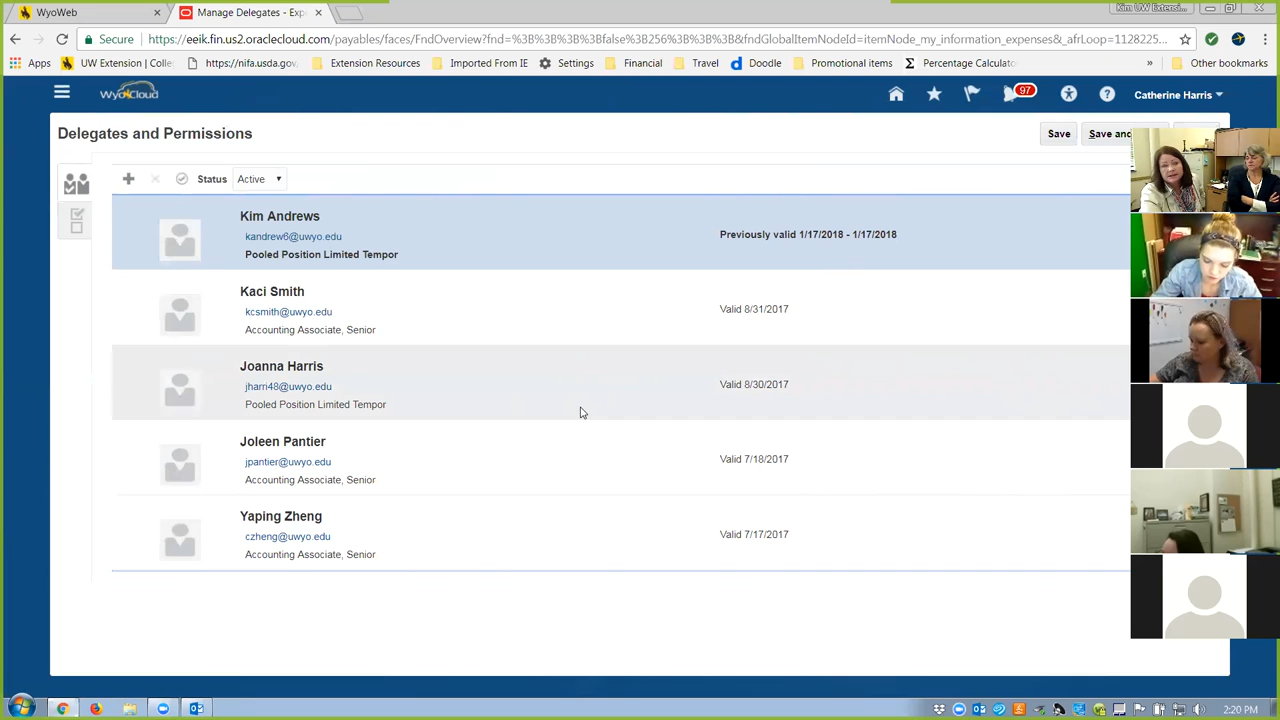 WyoWeb
Manage Delegates - Expe
Kim UW Extensi...
Secure
https://eeik.fin.us2.oraclecloud.com/payables/faces/FndOverview?fnd=%3B%3B%3B%3Bfalse%3B256%3B%3B%3B&fndGlobalItemNodeId=itemNode_my_information_expenses&_afrLoop=1128225...
Apps
UW Extension | Colle
https://nifa.usda.gov
Extension Resources
Imported From IE
Settings
Financial
Doodle
Promotional items
Percentage Calculato
»
Other bookmarks
WyoCloud
97
Catherine Harris
Delegates and Permissions
Save
Save and
Status
Active
Kim Andrews
kandrew6@uwyo.edu
Previously valid 1/17/2018 - 1/17/2018
Pooled Position Limited Tempor
Kaci Smith
kcsmith@uwyo.edu
Valid 8/31/2017
Accounting Associate, Senior
Joanna Harris
jharri48@uwyo.edu
Valid 8/30/2017
Pooled Position Limited Tempor
Joleen Pantier
jpantier@uwyo.edu
Valid 7/18/2017
Accounting Associate, Senior
Yaping Zheng
czheng@uwyo.edu
Valid 7/17/2017
Accounting Associate, Senior
2:20 PM